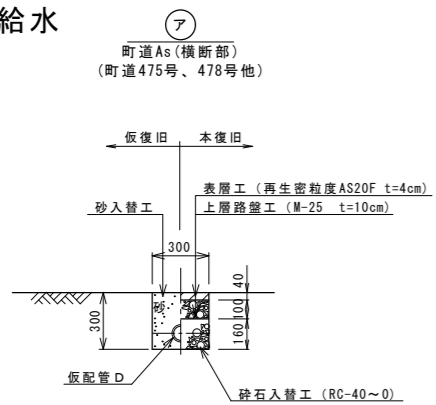 給水
ア
町道As(横断部)
(町道475号、478号他)
仮復旧 本復旧
表層工 (再生密粒度AS20F t=4cm)
砂入替工 上層路盤工 (M-25 t=10cm)
300
40
砂
100
300
160
仮配管D
砕石入替工 (RC-40~0)